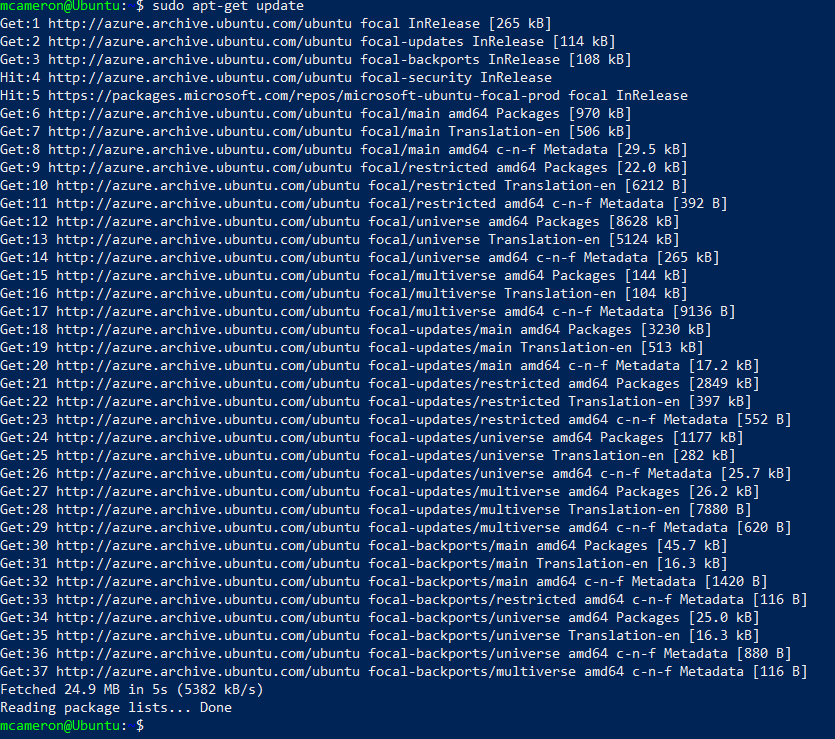 mcameron@Ubuntu:~$ sudo apt-get update
Get:1 http://azure.archive.ubuntu.com/ubuntu focal InRelease [265 kB]
Get:2 http://azure.archive.ubuntu.com/ubuntu focal-updates InRelease [114 kB]
Get:3 http://azure.archive.ubuntu.com/ubuntu focal-backports InRelease [108 kB]
Hit:4 http://azure.archive.ubuntu.com/ubuntu focal-security InRelease
Hit:5 https://packages.microsoft.com/repos/microsoft-ubuntu-focal-prod focal InRelease
Get:6 http://azure.archive.ubuntu.com/ubuntu focal/main amd64 Packages [970 kB]
Get:7 http://azure.archive.ubuntu.com/ubuntu focal/main Translation-en [506 kB]
Get:8 http://azure.archive.ubuntu.com/ubuntu focal/main amd64 c-n-f Metadata [29.5 kB]
Get:9 http://azure.archive.ubuntu.com/ubuntu focal/restricted amd64 Packages [22.0 kB]
Get:10 http://azure.archive.ubuntu.com/ubuntu focal/restricted Translation-en [6212 B]
Get:11 http://azure.archive.ubuntu.com/ubuntu focal/restricted amd64 c-n-f Metadata [392 B]
Get:12 http://azure.archive.ubuntu.com/ubuntu focal/universe amd64 Packages [8628 kB]
Get:13 http://azure.archive.ubuntu.com/ubuntu focal/universe Translation-en [5124 kB]
Get:14 http://azure.archive.ubuntu.com/ubuntu focal/universe amd64 c-n-f Metadata [265 kB]
Get:15 http://azure.archive.ubuntu.com/ubuntu focal/multiverse amd64 Packages [144 kB]
Get:16 http://azure.archive.ubuntu.com/ubuntu focal/multiverse Translation-en [104 kB]
Get:17 http://azure.archive.ubuntu.com/ubuntu focal/multiverse amd64 c-n-f Metadata [9136 B]
Get:18 http://azure.archive.ubuntu.com/ubuntu focal-updates/main amd64 Packages [3230 kB]
Get:19 http://azure.archive.ubuntu.com/ubuntu focal-updates/main Translation-en [513 kB]
Get:20 http://azure.archive.ubuntu.com/ubuntu focal-updates/main amd64 c-n-f Metadata [17.2 kB]
Get:21 http://azure.archive.ubuntu.com/ubuntu focal-updates/restricted amd64 Packages [2849 kB]
Get:22 http://azure.archive.ubuntu.com/ubuntu focal-updates/restricted Translation-en [397 kB]
Get:23 http://azure.archive.ubuntu.com/ubuntu focal-updates/restricted amd64 c-n-f Metadata [552 B]
Get:24 http://azure.archive.ubuntu.com/ubuntu focal-updates/universe amd64 Packages [1177 kB]
Get:25 http://azure.archive.ubuntu.com/ubuntu focal-updates/universe Translation-en [282 kB]
Get:26 http://azure.archive.ubuntu.com/ubuntu focal-updates/universe amd64 c-n-f Metadata [25.7 kB]
Get:27 http://azure.archive.ubuntu.com/ubuntu focal-updates/multiverse amd64 Packages [26.2 kB]
Get:28 http://azure.archive.ubuntu.com/ubuntu focal-updates/multiverse Translation-en [7880 B]
Get:29 http://azure.archive.ubuntu.com/ubuntu focal-updates/multiverse amd64 c-n-f Metadata [620 B]
Get:30 http://azure.archive.ubuntu.com/ubuntu focal-backports/main amd64 Packages [45.7 kB]
Get:31 http://azure.archive.ubuntu.com/ubuntu focal-backports/main Translation-en [16.3 kB]
Get:32 http://azure.archive.ubuntu.com/ubuntu focal-backports/main amd64 c-n-f Metadata [1420 B]
Get:33 http://azure.archive.ubuntu.com/ubuntu focal-backports/restricted amd64 c-n-f Metadata [116 B]
Get:34 http://azure.archive.ubuntu.com/ubuntu focal-backports/universe amd64 Packages [25.0 kB]
Get:35 http://azure.archive.ubuntu.com/ubuntu focal-backports/universe Translation-en [16.3 kB]
Get:36 http://azure.archive.ubuntu.com/ubuntu focal-backports/universe amd64 c-n-f Metadata [880 B]
Get:37 http://azure.archive.ubuntu.com/ubuntu focal-backports/multiverse amd64 c-n-f Metadata [116 B]
Fetched 24.9 MB in 5s (5382 kB/s)
Reading package lists... Done
mcameron@Ubuntu:~$